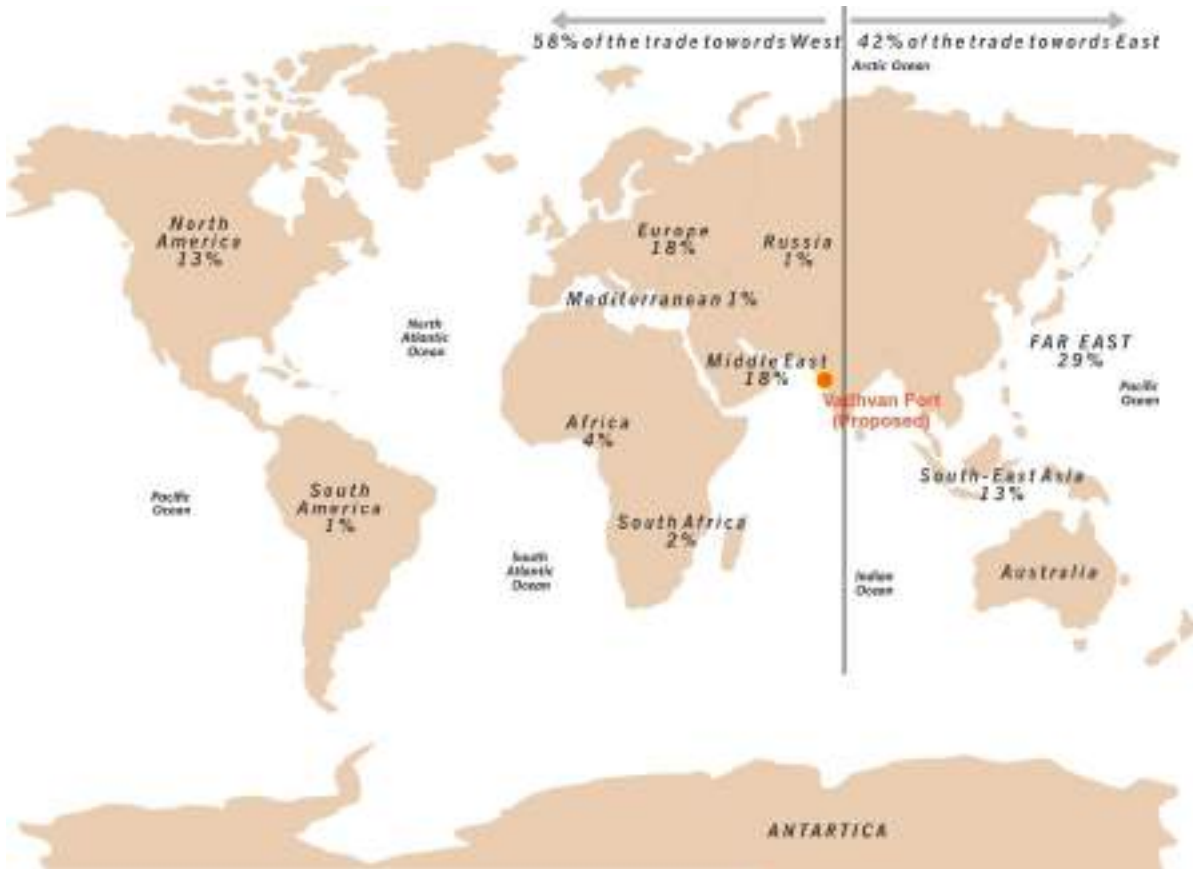 58% of the trade towards West
42% of the trade towards East
Arctic Ocean
North
America
13%
Europe
18%
Russia
1%
Mediterranean 1%
North
Atlantic
Ocean
FAR EAST
29%
Middle East
18%
Pacific
Ocean
Vadhvan Port
(Proposed)
Africa
4%
South-East Asia
13%
South
America
1%
Pacific
Ocean
South Africa
2%
South
Atlantic
Ocean
Indian
Ocean
Australia
ANTARTICA